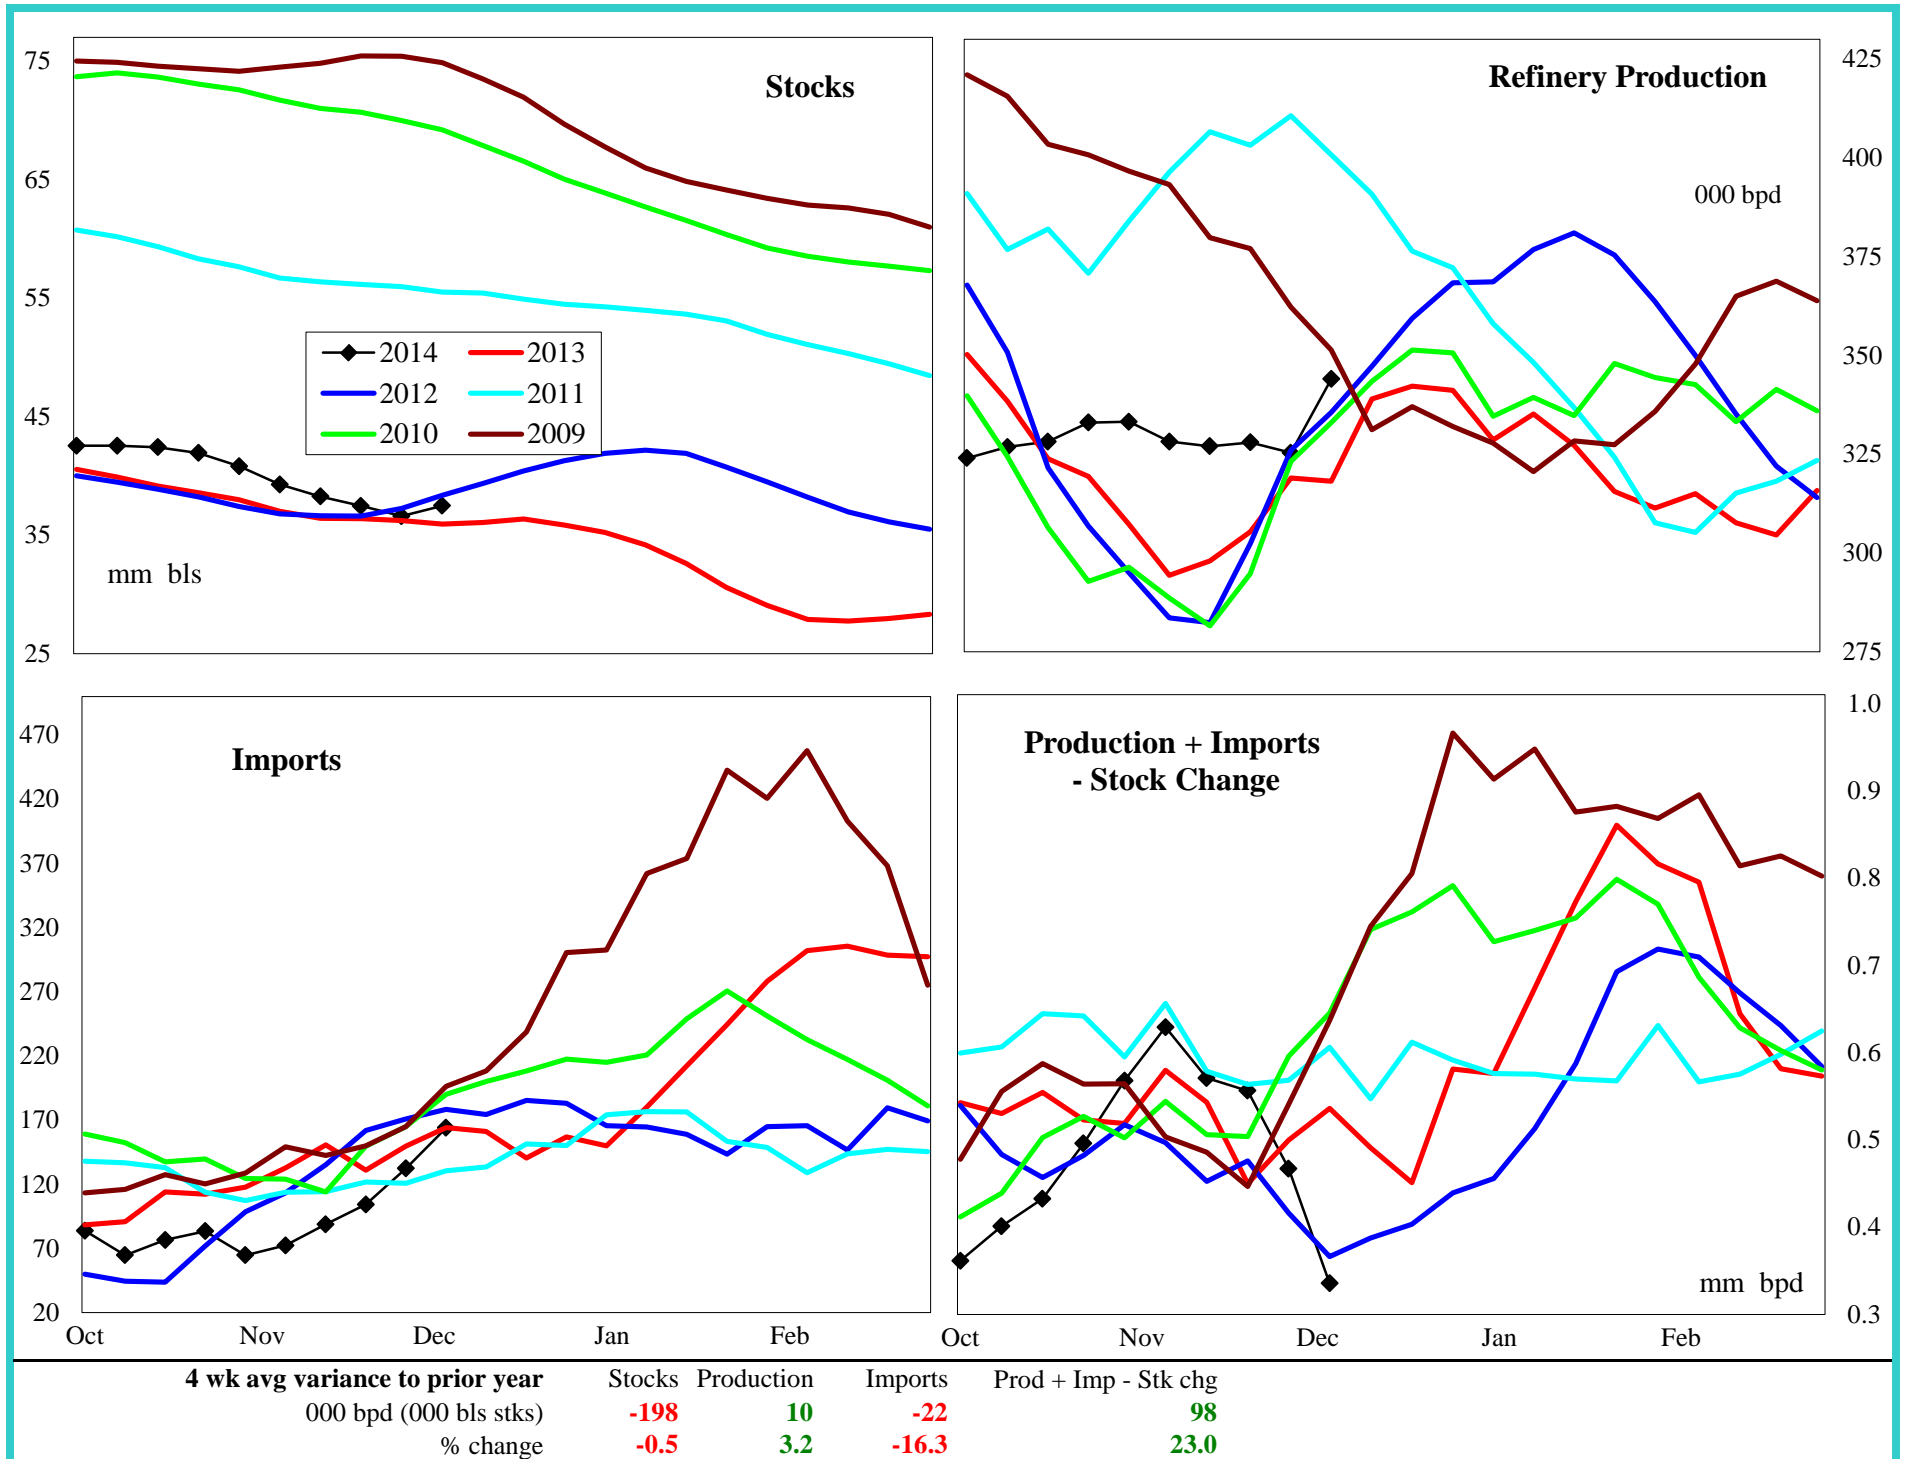 Stocks
75
65
55
45
35
25
2014 2013
2012 2011
2010 2009
mm bls
Refinery Production
000 bpd
425
400
375
350
325
300
275
Imports
470
420
370
320
270
220
170
120
70
20
Oct Nov Dec Jan Feb
Production + Imports
- Stock Change
1.0
0.9
0.8
0.7
0.6
0.5
0.4
0.3
mm bpd
Oct Nov Dec Jan Feb
4 wk avg variance to prior year Stocks Production Imports Prod + Imp - Stk chg
000 bpd (000 bls stks) -198 10 -22 98
% change -0.5 3.2 -16.3 23.0